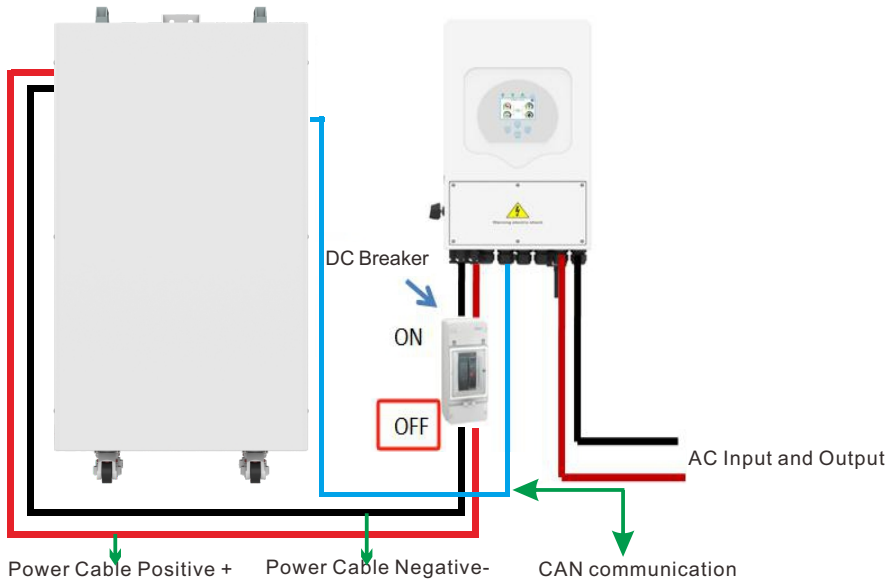 DC Breaker
ON
OFF
AC Input and Output
Power Cable Positive +
Power Cable Negative-
CAN communication